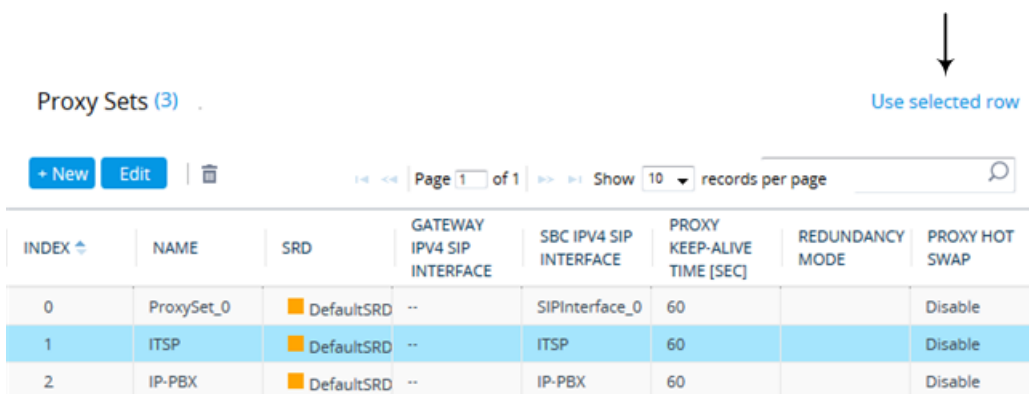 Proxy Sets (3) .
Use selected row
+ New Edit Page 1 of 1 Show 10 records per page
INDEX NAME SRD GATEWAY IPV4 SIP INTERFACE SBC IPV4 SIP INTERFACE PROXY KEEP-ALIVE TIME [SEC] REDUNDANCY MODE PROXY HOT SWAP
0 ProxySet_0 DefaultSRD -- SIPInterface_0 60 Disable
1 ITSP DefaultSRD -- ITSP 60 Disable
2 IP-PBX DefaultSRD -- IP-PBX 60 Disable